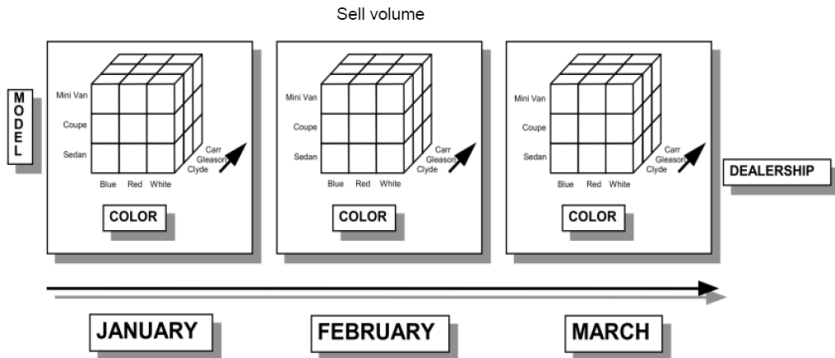 Sell volume
MODEL
Mini Van
Coupe
Sedan
Carr
Gleason
Clyde
Blue Red White
COLOR
Mini Van
Coupe
Sedan
Carr
Gleason
Clyde
Blue Red White
COLOR
Mini Van
Coupe
Sedan
Carr
Gleason
Clyde
Blue Red White
COLOR
DEALERSHIP
JANUARY
FEBRUARY
MARCH